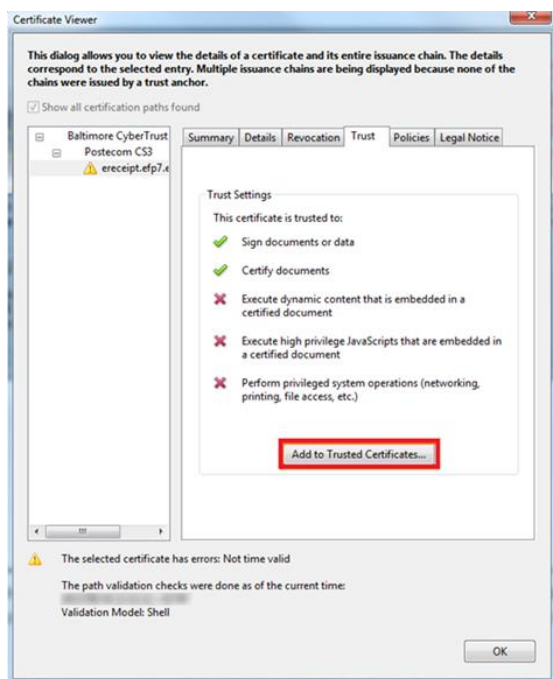 Certificate Viewer
This dialog allows you to view the details of a certificate and its entire issuance chain. The details
correspond to the selected entry. Multiple issuance chains are being displayed because none of the
chains were issued by a trust anchor.
Show all certification paths found
Baltimore CyberTrust
Postecom CS3
ereceipt.efp7.e
Summary Details Revocation Trust Policies Legal Notice
Trust Settings
This certificate is trusted to:
Sign documents or data
Certify documents
Execute dynamic content that is embedded in a
certified document
Execute high privilege JavaScripts that are embedded in
a certified document
Perform privileged system operations (networking,
printing, file access, etc.)
Add to Trusted Certificates...
The selected certificate has errors: Not time valid
The path validation checks were done as of the current time:
Validation Model: Shell
OK